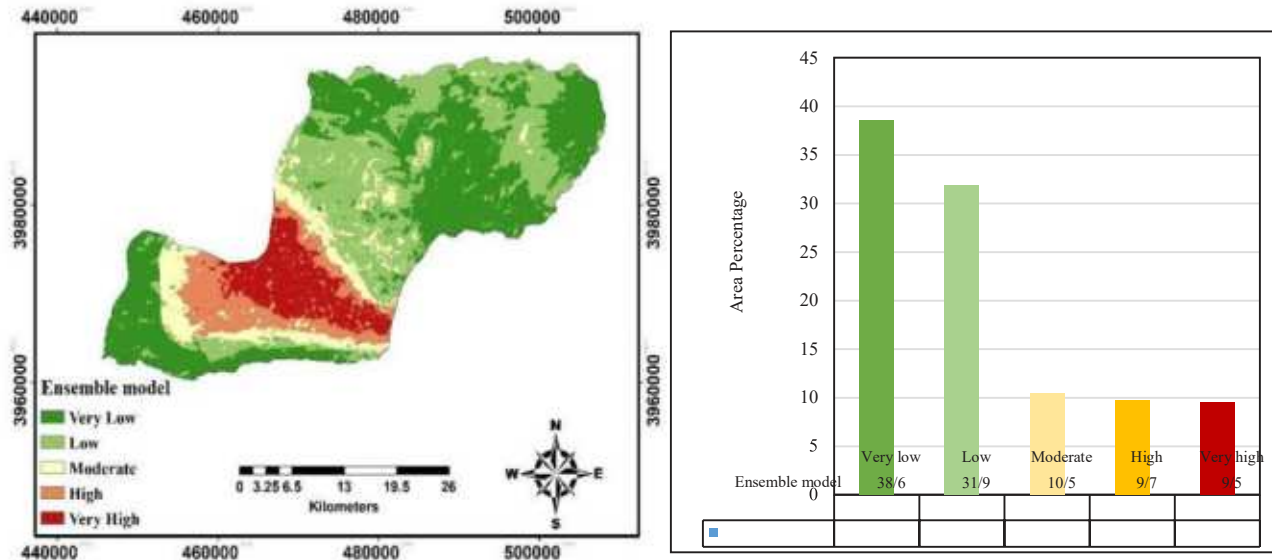 440000 460000 480000 500000
3980000
3960000
3980000
3960000
Ensemble model
Very Low
Low
Moderate
High
Very High
0 3.25 6.5 13 19.5 26
Kilometers
N
W E
S
440000 460000 480000 500000
Area Percentage
45
40
35
30
25
20
15
10
5
0
Very low Low Moderate High Very high
Ensemble model 38/6 31/9 10/5 9/7 9/5